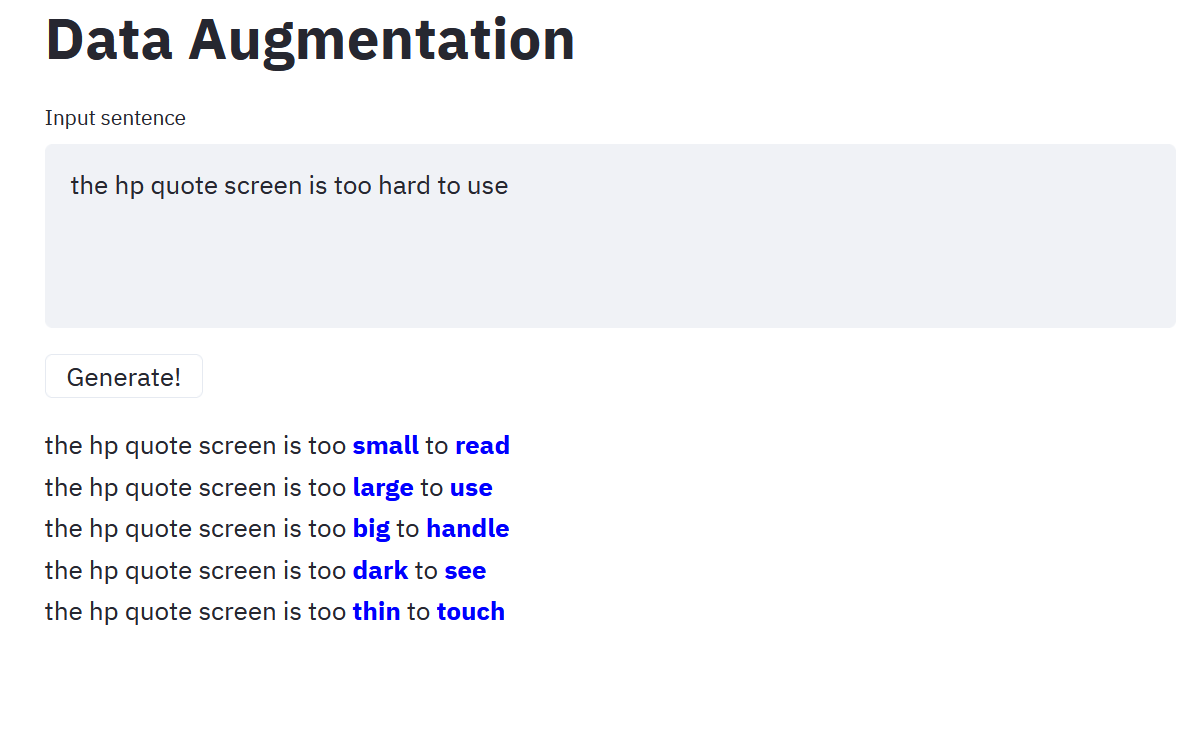 Data Augmentation
Input sentence
the hp quote screen is too hard to use
Generate!
the hp quote screen is too small to read
the hp quote screen is too large to use
the hp quote screen is too big to handle
the hp quote screen is too dark to see
the hp quote screen is too thin to touch